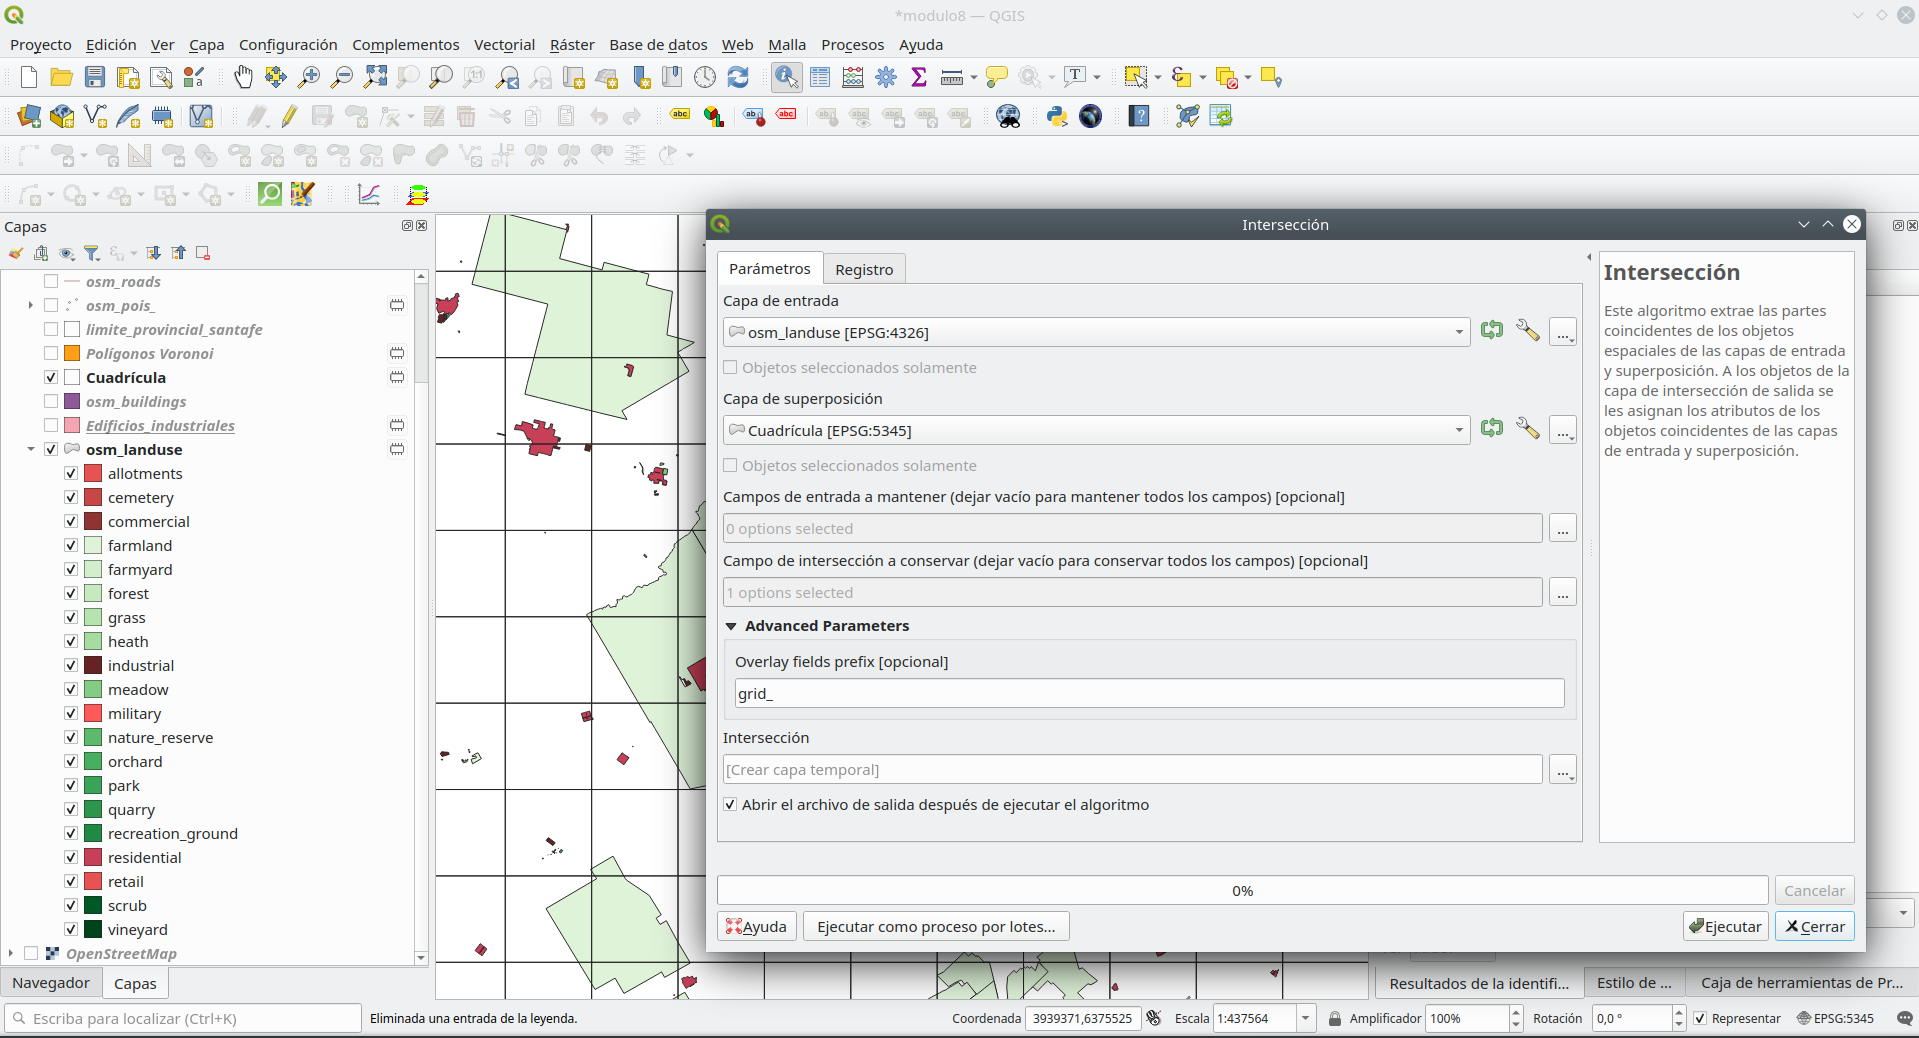 *modulo8 — QGIS
Proyecto Edición Ver Capa Configuración Complementos Vectorial Ráster Base de datos Web Malla Procesos Ayuda
Capas
osm_roads
osm_pois_
limite_provincial_santafe
Polígonos Voronoi
Cuadrícula
osm_buildings
Edificios_industriales
osm_landuse
allotments
cemetery
commercial
farmland
farmyard
forest
grass
heath
industrial
meadow
military
nature_reserve
orchard
park
quarry
recreation_ground
residential
retail
scrub
vineyard
OpenStreetMap
Navegador Capas
Intersección
Parámetros Registro
Capa de entrada
osm_landuse [EPSG:4326]
...
Objetos seleccionados solamente
Capa de superposición
Cuadrícula [EPSG:5345]
...
Objetos seleccionados solamente
Campos de entrada a mantener (dejar vacío para mantener todos los campos) [opcional]
0 options selected
...
Campo de intersección a conservar (dejar vacío para conservar todos los campos) [opcional]
1 options selected
...
Advanced Parameters
Overlay fields prefix [opcional]
grid_
Intersección
[Crear capa temporal]
...
Abrir el archivo de salida después de ejecutar el algoritmo
Intersección
Este algoritmo extrae las partes
coincidentes de los objetos
espaciales de las capas de entrada
y superposición. A los objetos de la
capa de intersección de salida se
les asignan los atributos de los
objetos coincidentes de las capas
de entrada y superposición.
0%
Cancelar
Ayuda Ejecutar como proceso por lotes... Ejecutar Cerrar
Resultados de la identifi... Estilo de ... Caja de herramientas de Pr...
Escriba para localizar (Ctrl+K) Eliminada una entrada de la leyenda. Coordenada 3939371,6375525 Escala 1:437564 Amplificador 100% Rotación 0,0 ° Representar EPSG:5345